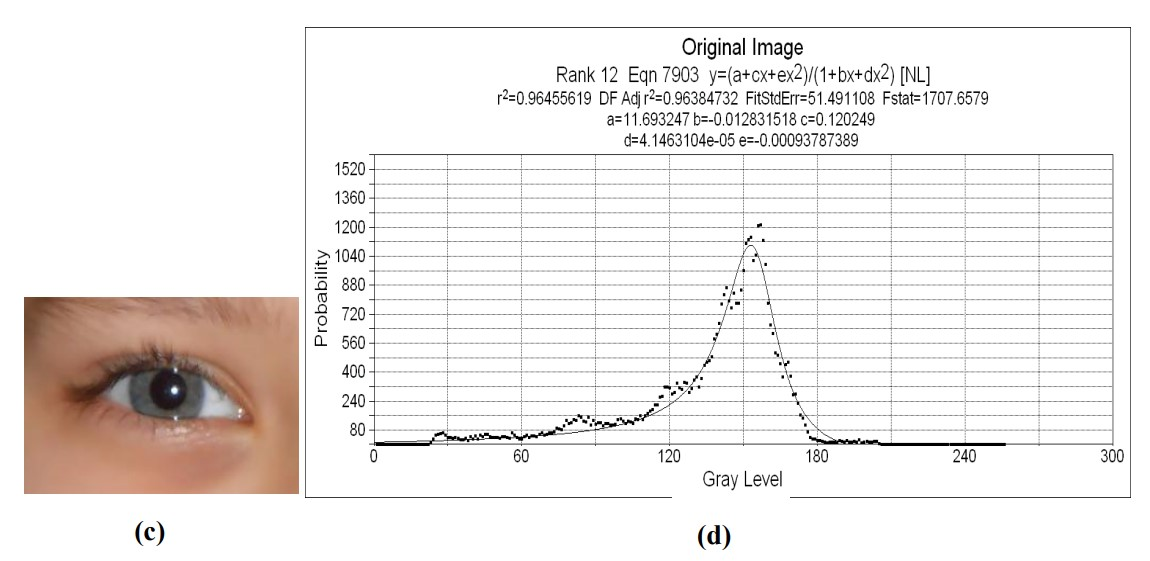 Original Image
Rank 12 Eqn 7903 y=(a+cx+ex²)/(1+bx+dx²) [NL]
r²=0.96455619 DF Adj r²=0.96384732 FitStdErr=51.491108 Fstat=1707.6579
a=11.693247 b=-0.012831518 c=0.120249
d=4.1463104e-05 e=-0.00093787389
1520
1360
1200
1040
880
720
560
400
240
80
Probability
0 60 120 180 240 300
Gray Level
(c)
(d)